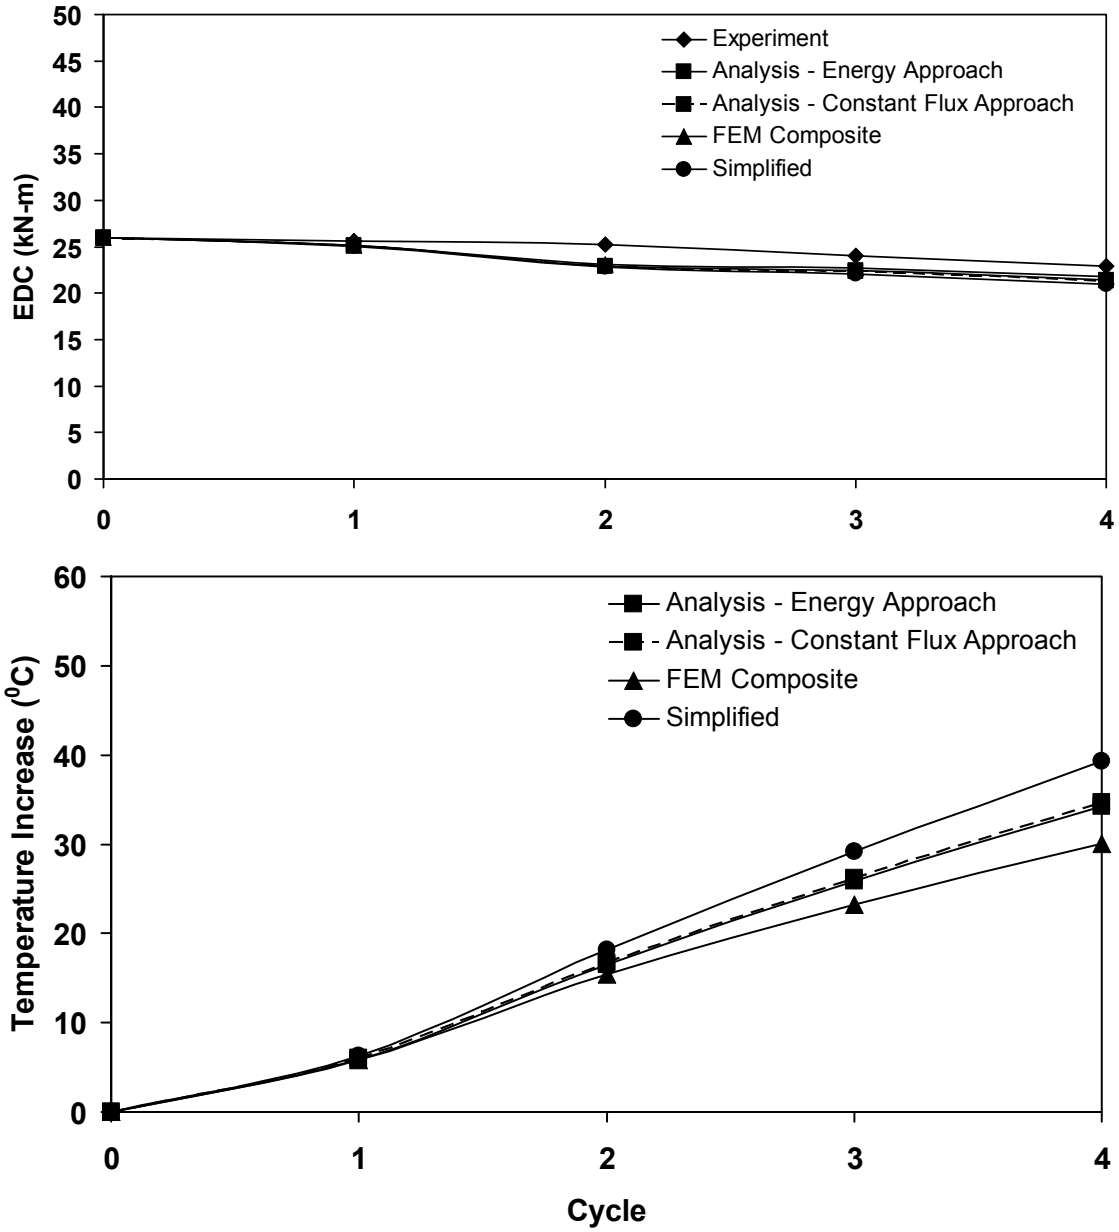 50
45
40
35
30
25
20
15
10
5
0
EDC (kN-m)
Experiment
Analysis - Energy Approach
Analysis - Constant Flux Approach
FEM Composite
Simplified
0 1 2 3 4
60
50
40
30
20
10
0
Temperature Increase (⁰C)
Analysis - Energy Approach
Analysis - Constant Flux Approach
FEM Composite
Simplified
0 1 2 3 4
Cycle